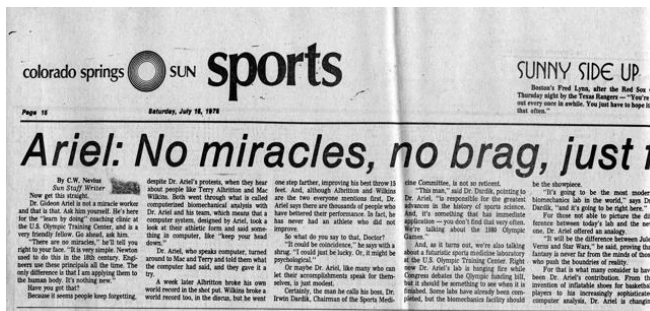 colorado springs SUN sports
SUNNY SIDE UP
Boston's Fred Lynn, after the Red Sox
Thursday night by the Texas Rangers — "You're
out every once in awhile. You just have to hope
that often."
Page 15
Saturday, July 15, 1978
Ariel: No miracles, no brag, just
By C.W. Nevius
Sun Staff Writer
Now get this straight.
Dr. Gideon Ariel is not a miracle worker
and that is that. Ask him yourself. He's here
for the "learn by doing" coaching clinic at
the U.S. Olympic Training Center, and is a
very friendly fellow. Go ahead, ask him.
"There are no miracles," he'll tell you
right to your face. "It is very simple. Newton
used to do this in the 16th century. Engi-
neers use these principals all the time. The
only difference is that I am applying them to
the human body. It's nothing new."
Have you got that?
Because it seems people keep forgetting,
despite Dr. Ariel's protests, when they hear
about people like Terry Albritton and Mac
Wilkins. Both went through what is called
computerized biomechanical analysis with
Dr. Ariel and his team, which means that a
computer system, designed by Ariel, took a
look at their athletic form and said some-
thing in computer, like "keep your head
down."
Dr. Ariel, who speaks computer, turned
around to Mac and Terry and told them what
the computer had said, and they gave it a
try.
A week later Albritton broke his own
world record in the shot put. Wilkins broke a
world record too, in the discus, but he went
one step farther, improving his best throw 15
feet. And, although Albritton and Wilkins
are the two everyone mentions first, Dr.
Ariel says there are thousands of people who
have bettered their performance. In fact, he
has never had an athlete who did not
improve.
So what do you say to that, Doctor?
"It could be coincidence," he says with a
shrug. "I could just be lucky. Or, it might be
psychological."
Or maybe Dr. Ariel, like many who can
let their accomplishments speak for them-
selves, is just modest.
Certainly, the man he calls his boss, Dr.
Irwin Dardik, Chairman of the Sports Medi-
cine Committee, is not so reticent.
"This man," said Dr. Dardik, pointing to
Dr. Ariel, "is responsible for the greatest
advances in the history of sports science.
And, it's something that has immediate
application — you don't find that very often.
We're talking about the 1980 Olympic
Games."
And, as it turns out, we're also talking
about a futuristic sports medicine laboratory
at the U.S. Olympic Training Center. Right
now Dr. Ariel's lab is hanging fire while
Congress debates the Olympic funding bill,
but it should be something to see when it is
finished. Some labs have already been com-
pleted, but the biomechanics facility should
be the showpiece.
"It's going to be the most moder
biomechanics lab in the world," says D
Dardik, "and it's going to be right here.
For those not able to picture the di
ference between today's lab and the ne
one, Dr. Ariel offered an analogy.
"It will be the difference between Jule
Verne and Star Wars," he said, proving th
fantasy is never far from the minds of thos
who push the boundries of reality.
For that is what many consider to hav
been Dr. Ariel's contribution. From th
invention of inflatable shoes for basketba
players to his increasingly sophisticate
computer analysis, Dr. Ariel is changin